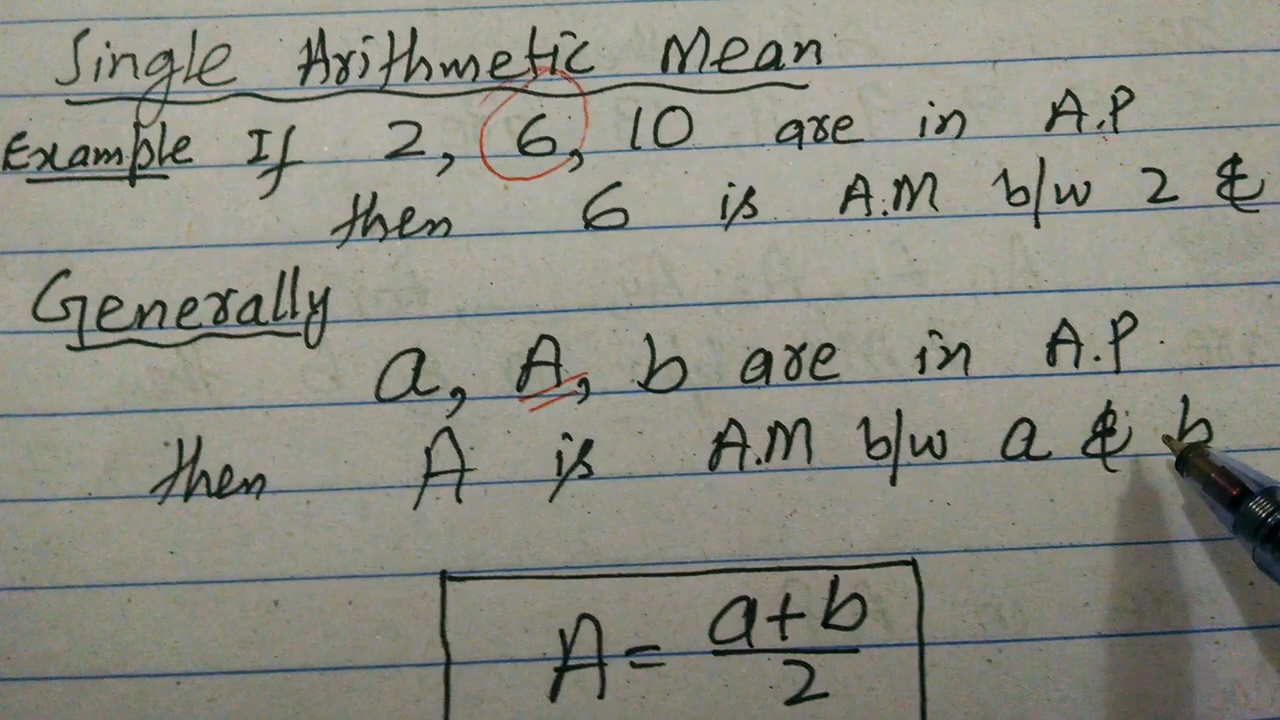 Single Arithmetic Mean
Example If 2, 6, 10 are in A.P
then 6 is A.M b/w 2 &
Generally
a, A, b are in A.P.
then A is A.M b/w a & b
A = a+b/2